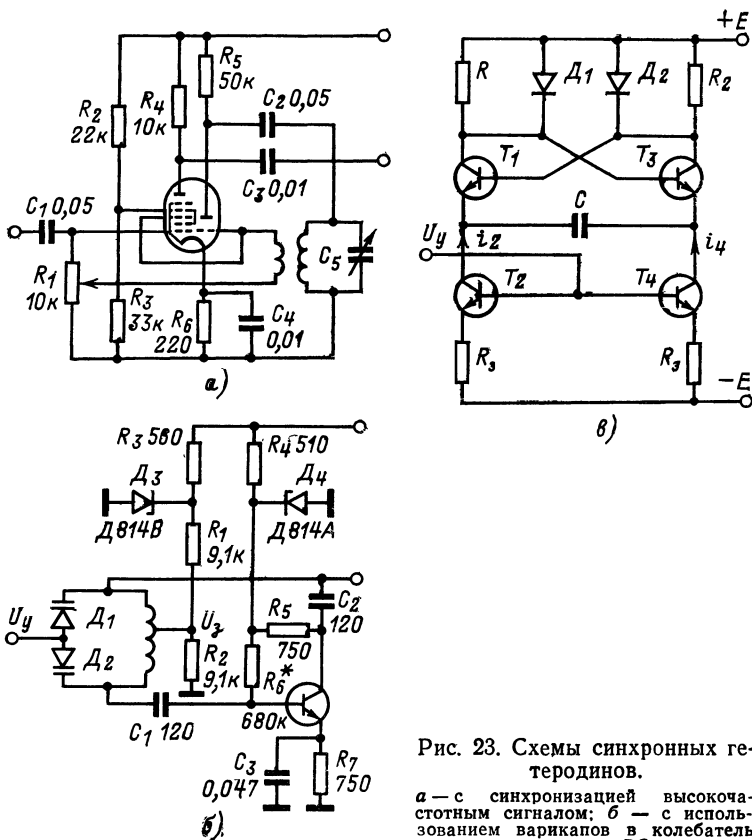 R5
50к
R2
22к
R4
10к
C2 0,05
C3 0,01
C1 0,05
R1
10к
R3
33к
R6
220
C4
0,01
C5
а)
+E
R
Д1
Д2
R2
T1
T3
C
Uу
i2
i4
T2
T4
Rэ
Rэ
−E
в)
R3 560
R4 510
Д3
Д4
Д814В
Д814А
R1
9,1к
Uу
Д1
Д2
Uз
R2
9,1к
R5
750
C2
120
R6*
680к
C1 120
C3
0,047
R7
750
б)
Рис. 23. Схемы синхронных ге-
теродинов.
а — с синхронизацией высокоча-
стотным сигналом; б — с исполь-
зованием варикапов в колебатель